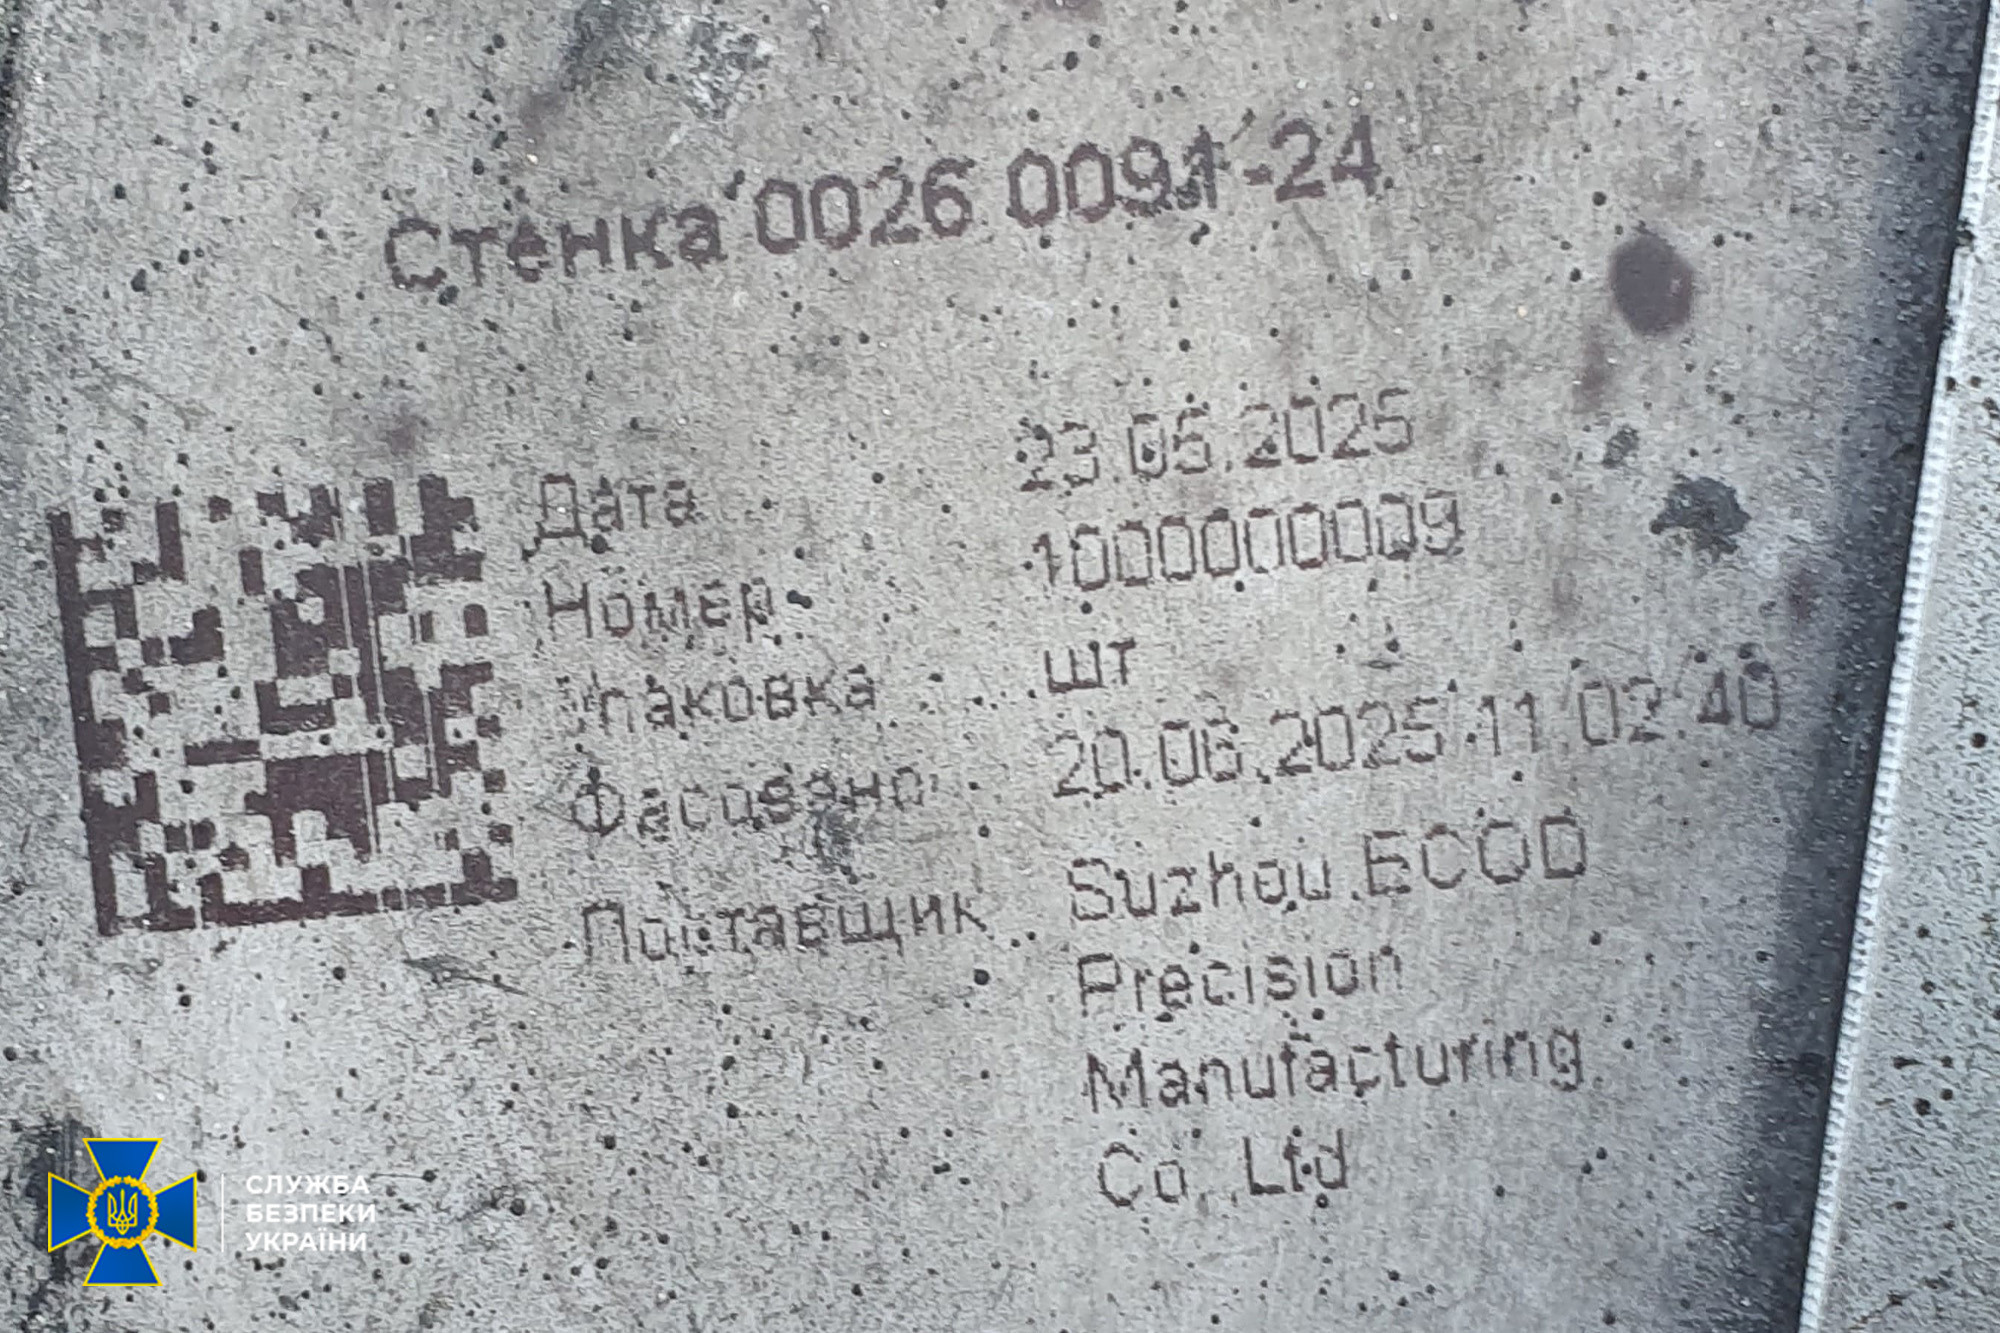 Стенка 0026 0091-24
Дата 23.06.2025
Номер 1000000009
Упаковка шт
Фасовано 20.06.2025 11:02:40
Поставщик Suzhou ECOD
Precision
Manufacturing
Co., Ltd
СЛУЖБА
БЕЗПЕКИ
УКРАЇНИ